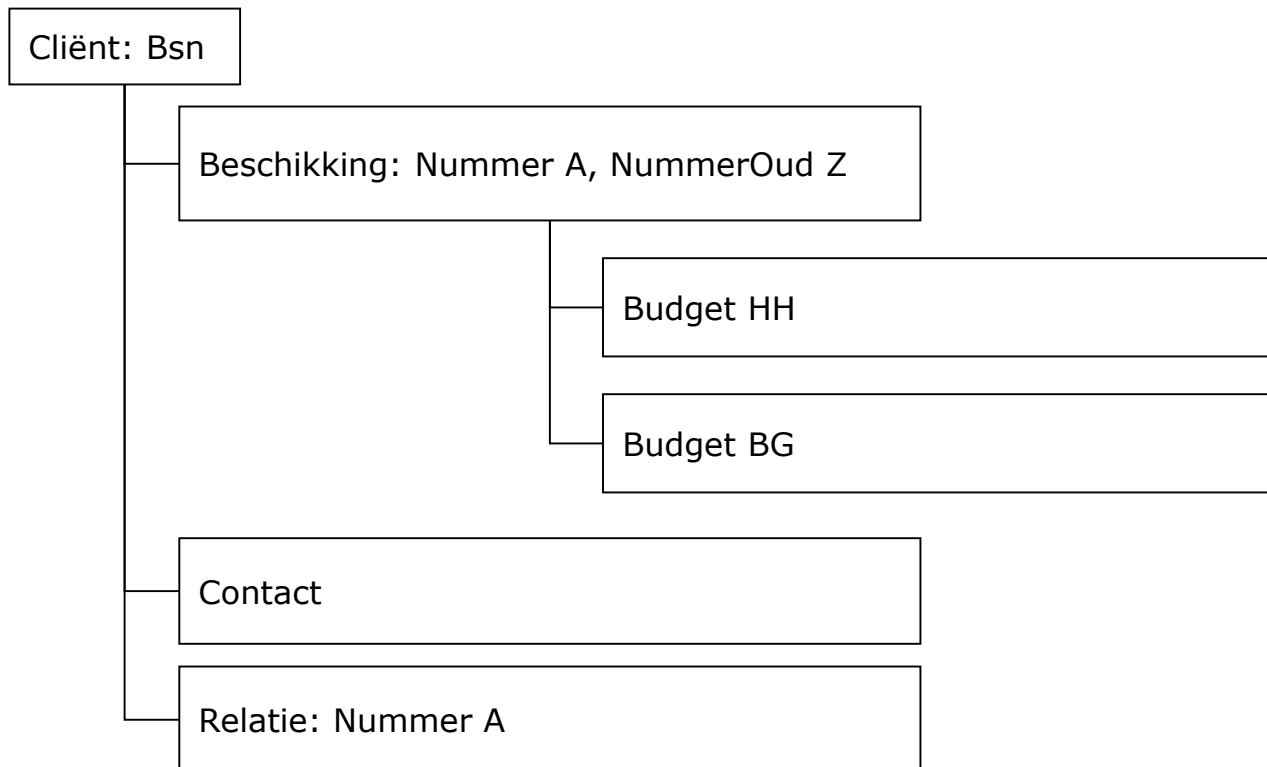 Cliënt: Bsn
Beschikking: Nummer A, NummerOud Z
Budget HH
Budget BG
Contact
Relatie: Nummer A